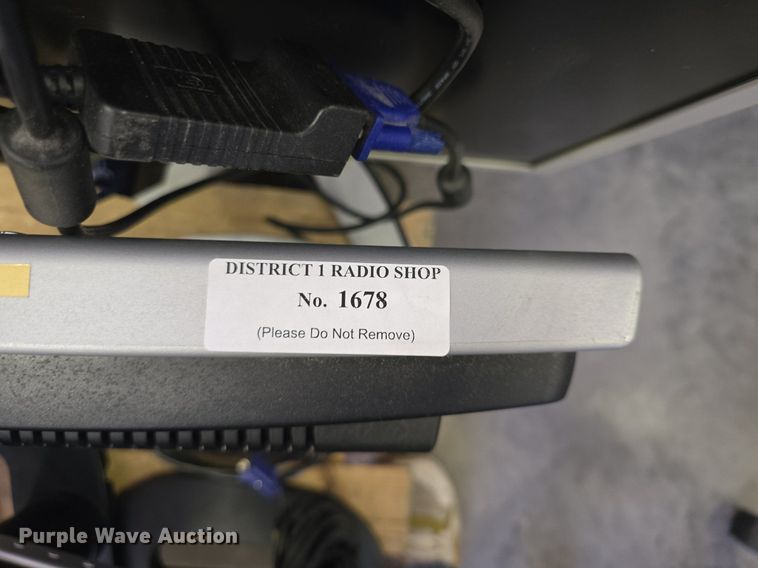 DISTRICT 1 RADIO SHOP
No. 1678
(Please Do Not Remove)
Purple Wave Auction